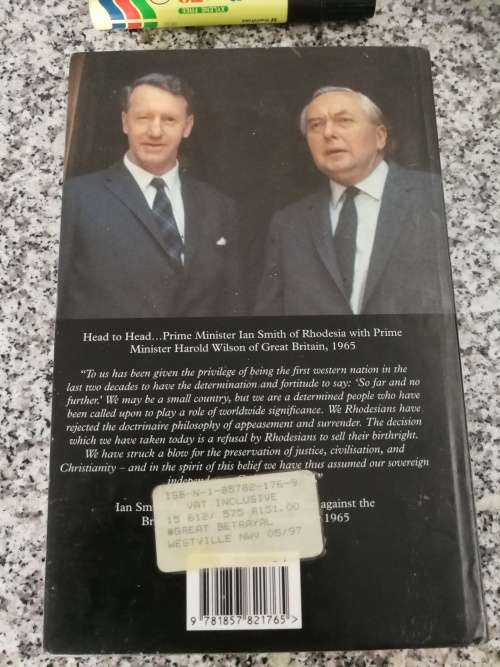 XYLENE FREE
Head to Head…Prime Minister Ian Smith of Rhodesia with Prime
Minister Harold Wilson of Great Britain, 1965
“To us has been given the privilege of being the first western nation in the
last two decades to have the determination and fortitude to say: ‘So far and no
further.’ We may be a small country, but we are a determined people who have
been called upon to play a role of worldwide significance. We Rhodesians have
rejected the doctrinaire philosophy of appeasement and surrender. The decision
which we have taken today is a refusal by Rhodesians to sell their birthright.
We have struck a blow for the preservation of justice, civilisation, and
Christianity – and in the spirit of this belief we have thus assumed our sovereign
Ian Sm against the
Br 1965
ISB-N-1-85782-176-9
VAT INCLUSIVE
15 612/ 575 R151.00
#GREAT BETRAYAL
WESTVILLE NWY 05/97
9 781857 821765 >